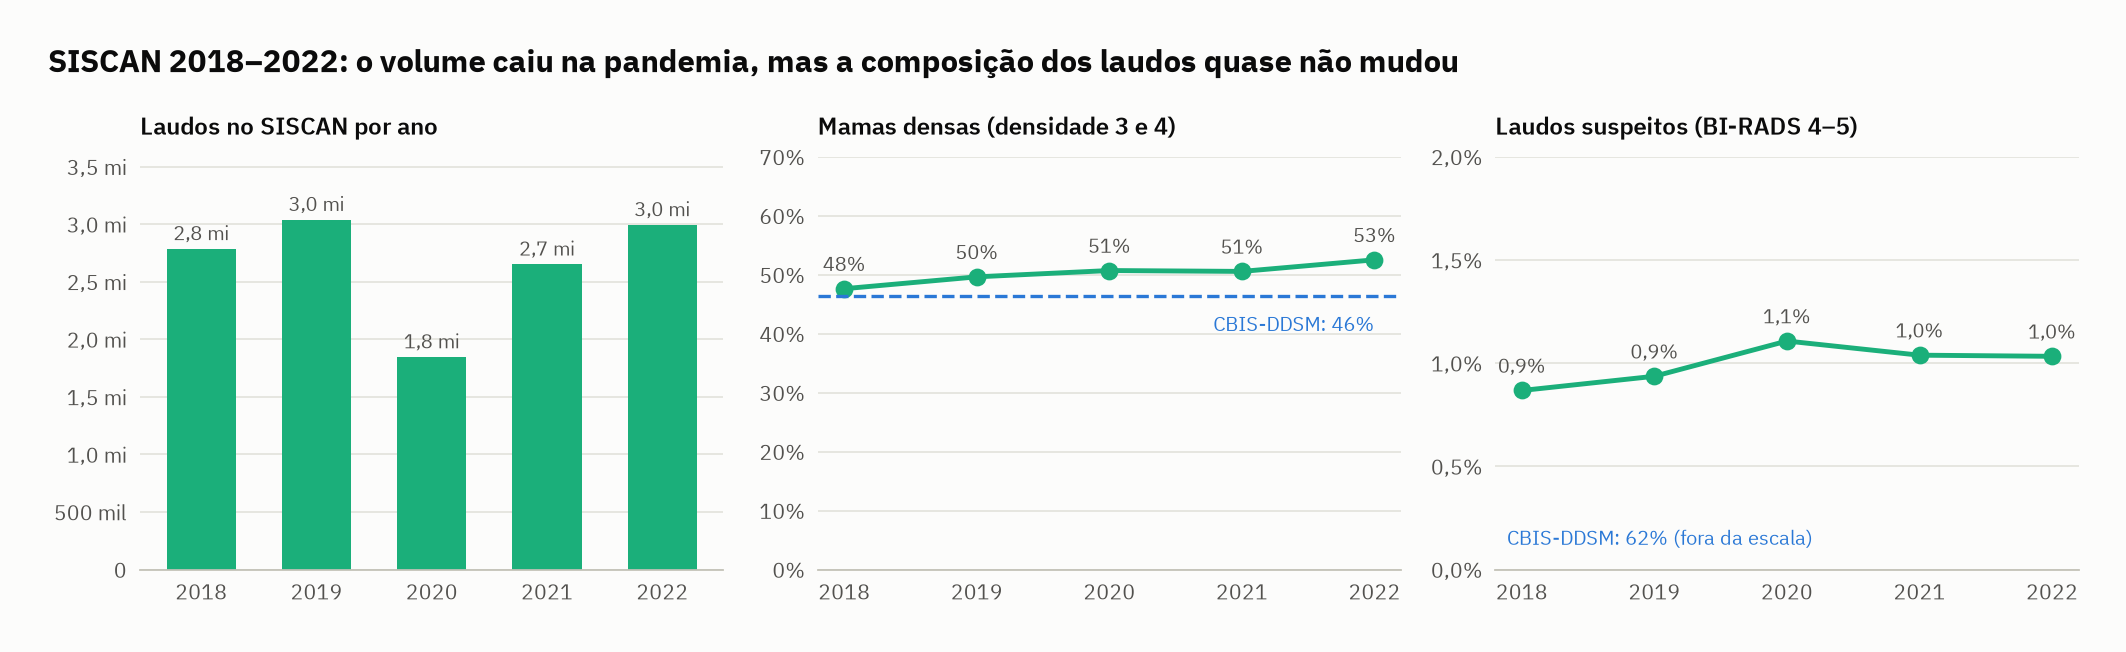 SISCAN 2018–2022: o volume caiu na pandemia, mas a composição dos laudos quase não mudou
Laudos no SISCAN por ano
3,5 mi
3,0 mi
2,5 mi
2,0 mi
1,5 mi
1,0 mi
500 mil
0
2,8 mi
3,0 mi
1,8 mi
2,7 mi
3,0 mi
2018 2019 2020 2021 2022
Mamas densas (densidade 3 e 4)
70%
60%
50%
40%
30%
20%
10%
0%
48%
50%
51%
51%
53%
CBIS-DDSM: 46%
2018 2019 2020 2021 2022
Laudos suspeitos (BI-RADS 4–5)
2,0%
1,5%
1,0%
0,5%
0,0%
0,9%
0,9%
1,1%
1,0%
1,0%
CBIS-DDSM: 62% (fora da escala)
2018 2019 2020 2021 2022